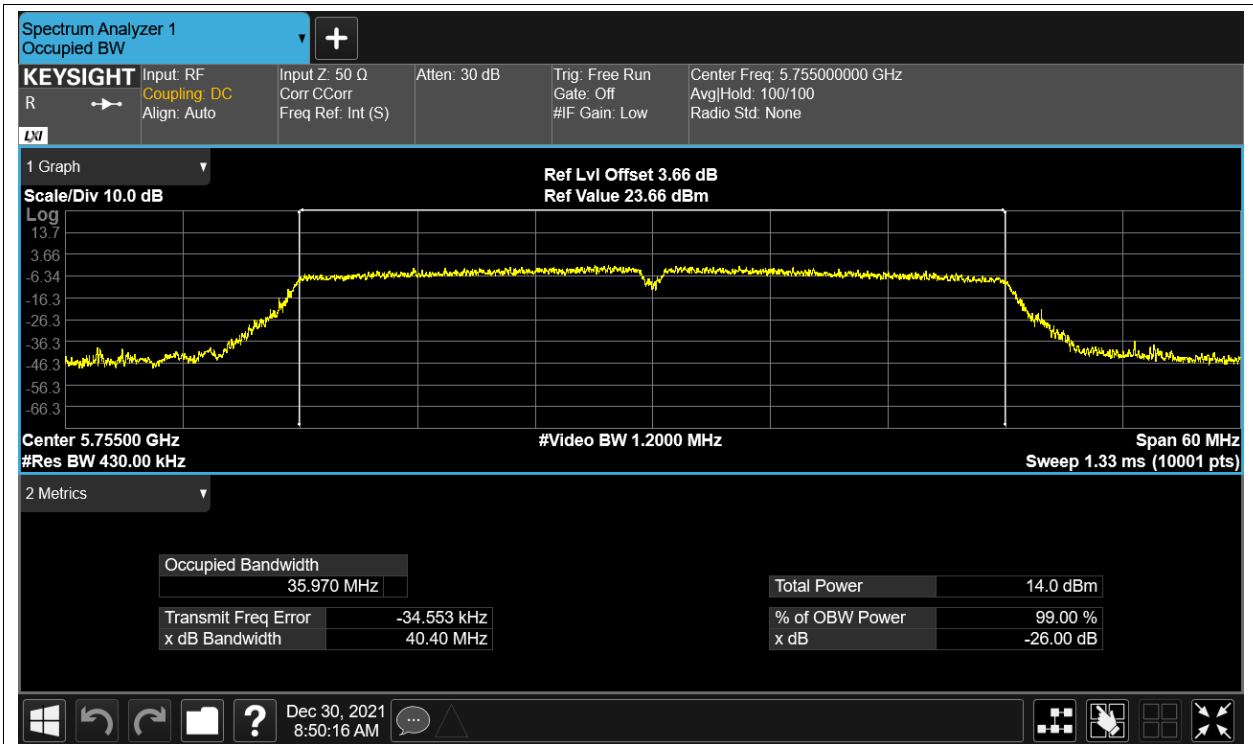 Spectrum Analyzer 1
Occupied BW
KEYSIGHT
R
LXI
Input: RF
Coupling: DC
Align: Auto
Input Z: 50 Ω
Corr CCorr
Freq Ref: Int (S)
Atten: 30 dB
Trig: Free Run
Gate: Off
#IF Gain: Low
Center Freq: 5.755000000 GHz
Avg|Hold: 100/100
Radio Std: None
1 Graph
Scale/Div 10.0 dB
Ref Lvl Offset 3.66 dB
Ref Value 23.66 dBm
Log
13.7
3.66
-6.34
-16.3
-26.3
-36.3
-46.3
-56.3
-66.3
Center 5.75500 GHz
#Res BW 430.00 kHz
#Video BW 1.2000 MHz
Span 60 MHz
Sweep 1.33 ms (10001 pts)
2 Metrics
Occupied Bandwidth
35.970 MHz
Transmit Freq Error -34.553 kHz
x dB Bandwidth 40.40 MHz
Total Power 14.0 dBm
% of OBW Power 99.00 %
x dB -26.00 dB
Dec 30, 2021
8:50:16 AM